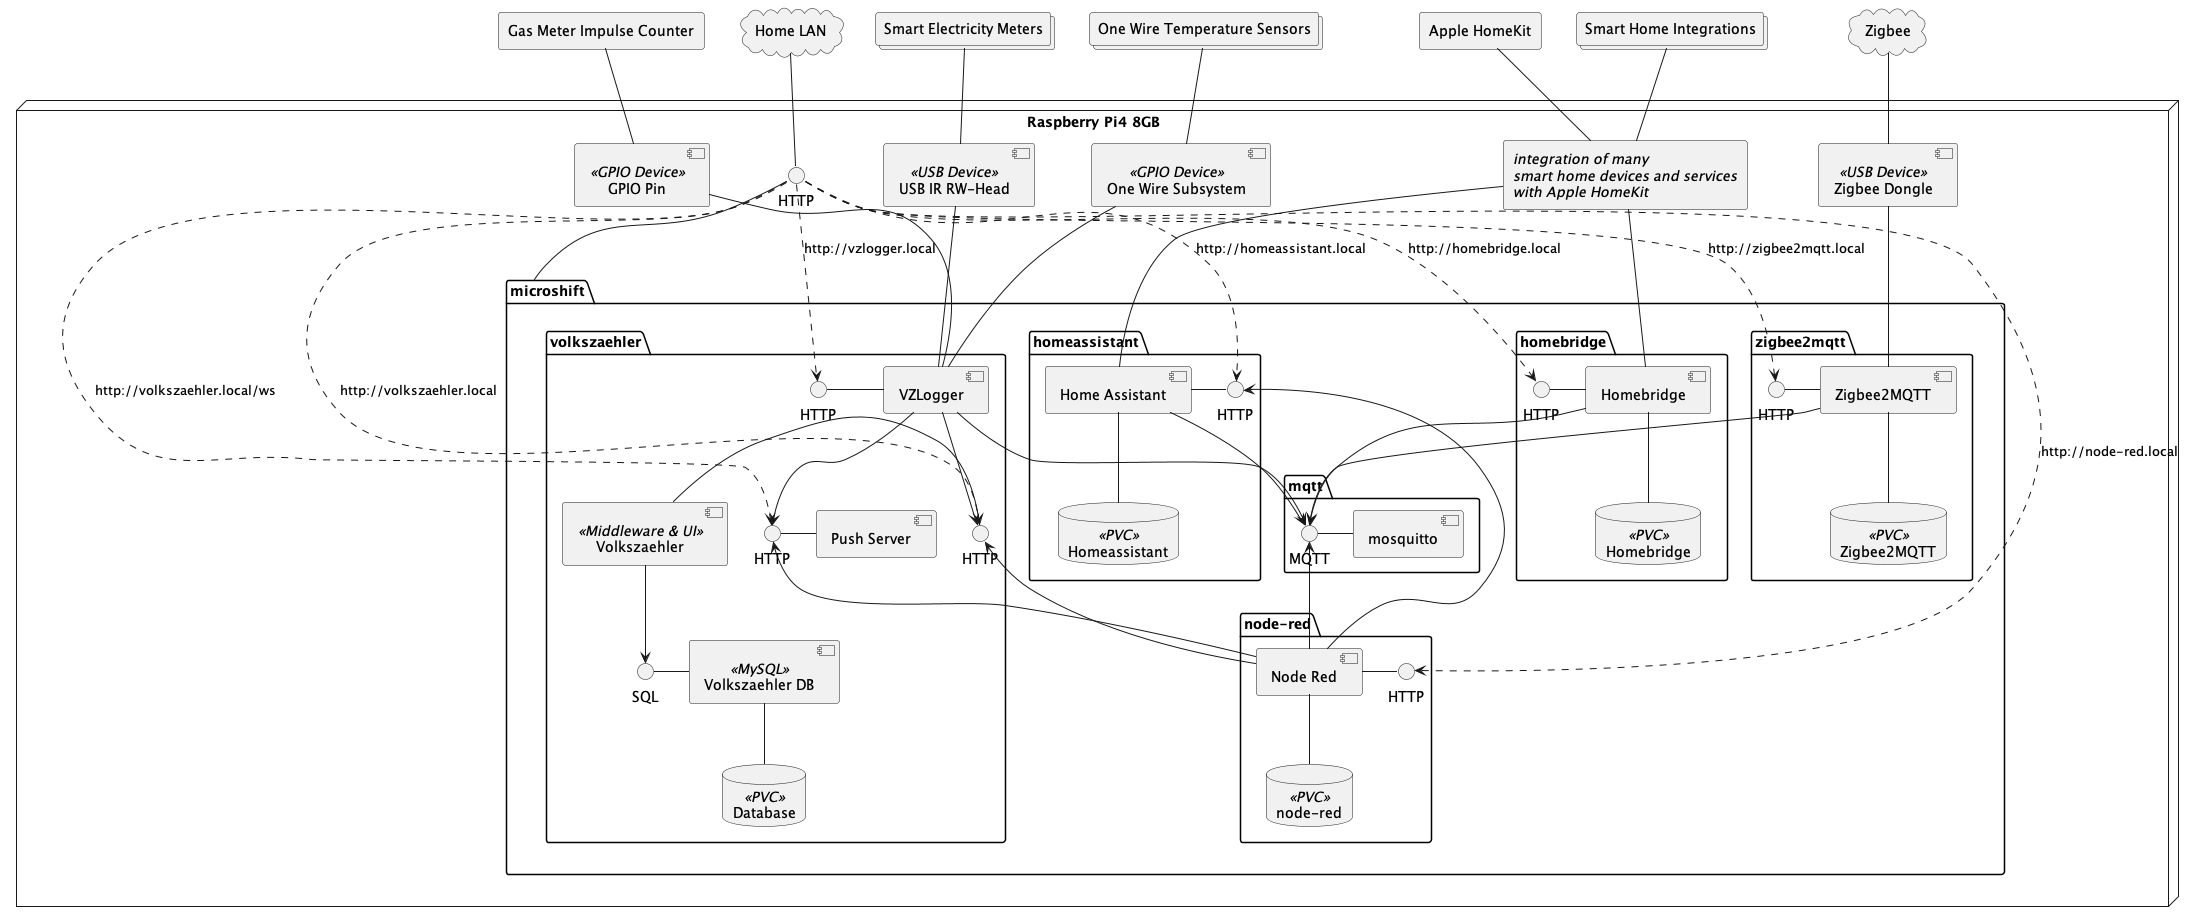 Gas Meter Impulse Counter
Home LAN
Smart Electricity Meters
One Wire Temperature Sensors
Apple HomeKit
Smart Home Integrations
Zigbee
Raspberry Pi4 8GB
«GPIO Device»
GPIO Pin
HTTP
«USB Device»
USB IR RW-Head
«GPIO Device»
One Wire Subsystem
integration of many
smart home devices and services
with Apple HomeKit
«USB Device»
Zigbee Dongle
http://vzlogger.local
http://homeassistant.local
http://homebridge.local
http://zigbee2mqtt.local
microshift
volkszaehler
homeassistant
homebridge
zigbee2mqtt
http://volkszaehler.local/ws
http://volkszaehler.local
HTTP
VZLogger
Home Assistant
HTTP
HTTP
Homebridge
HTTP
Zigbee2MQTT
http://node-red.local
mqtt
«Middleware & UI»
Volkszaehler
HTTP
Push Server
HTTP
«PVC»
Homeassistant
MQTT
mosquitto
«PVC»
Homebridge
«PVC»
Zigbee2MQTT
node-red
SQL
«MySQL»
Volkszaehler DB
Node Red
HTTP
«PVC»
Database
«PVC»
node-red